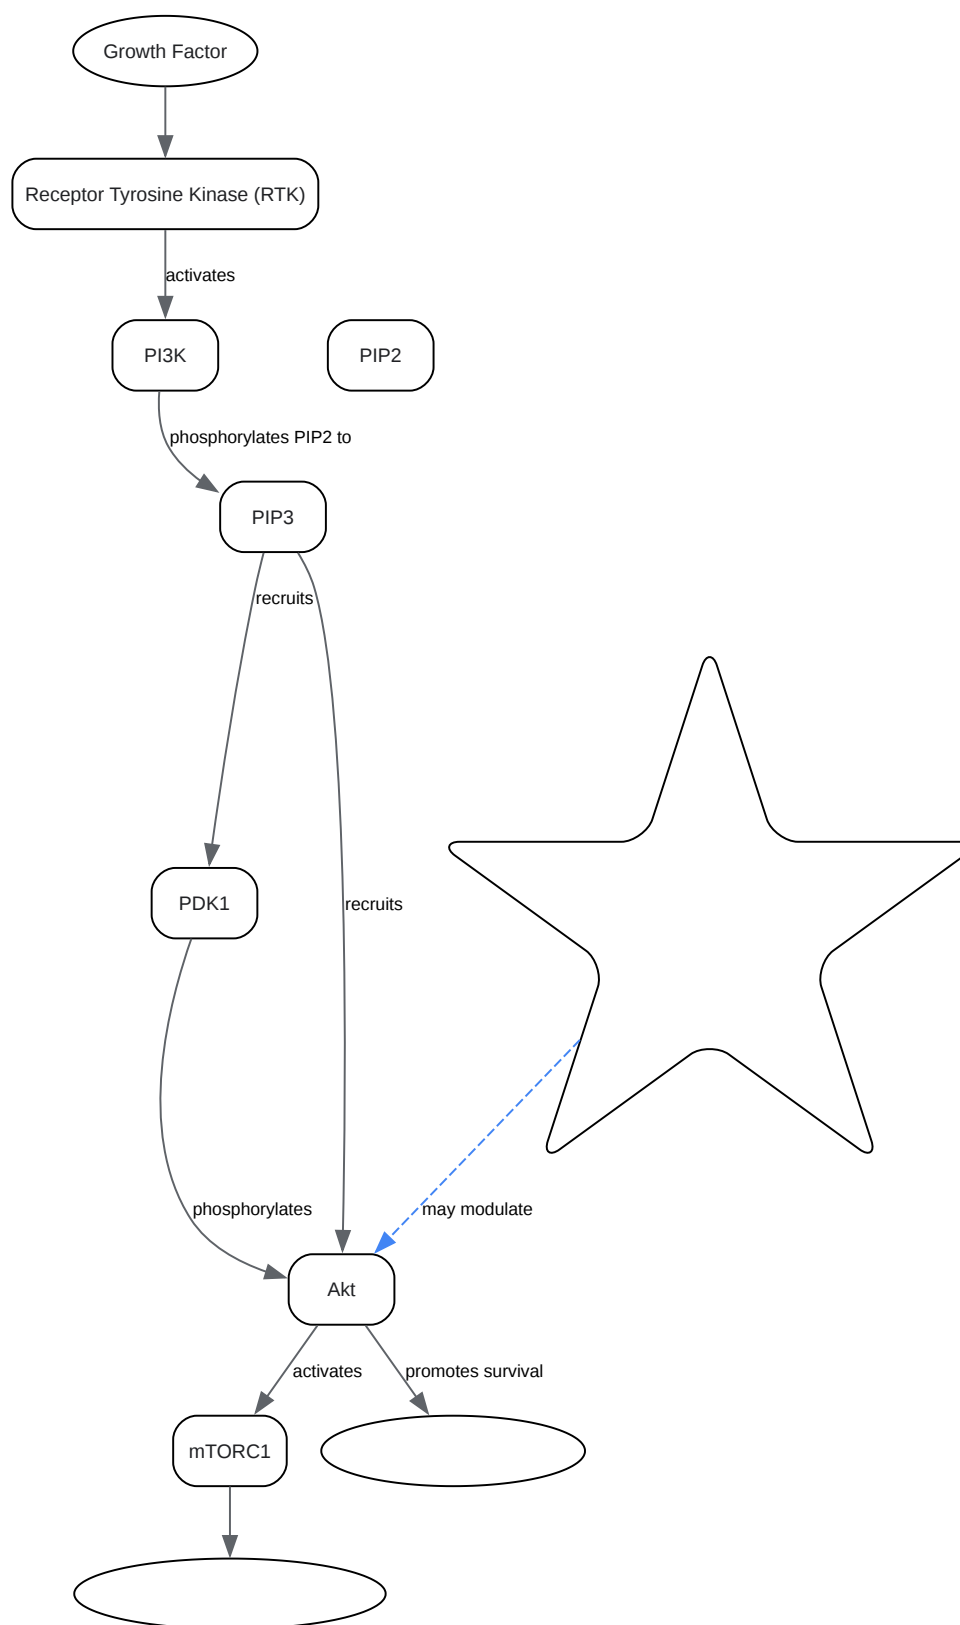 Growth Factor
Receptor Tyrosine Kinase (RTK)
activates
PI3K
PIP2
phosphorylates PIP2 to
PIP3
recruits
PDK1
recruits
phosphorylates
may modulate
Akt
activates
promotes survival
mTORC1